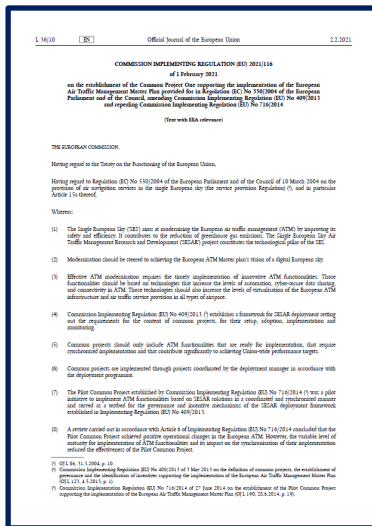 L 36/10 EN Official Journal of the European Union 2.2.2021
COMMISSION IMPLEMENTING REGULATION (EU) 2021/116
of 1 February 2021
on the establishment of the Common Project One supporting the implementation of the European
Air Traffic Management Master Plan provided for in Regulation (EC) No 550/2004 of the European
Parliament and of the Council, amending Commission Implementing Regulation (EU) No 409/2013
and repealing Commission Implementing Regulation (EU) No 716/2014
(Text with EEA relevance)
THE EUROPEAN COMMISSION,
Having regard to the Treaty on the Functioning of the European Union,
Having regard to Regulation (EC) No 550/2004 of the European Parliament and of the Council of 10 March 2004 on the
provision of air navigation services in the single European sky (the service provision Regulation) (¹), and in particular
Article 15a thereof,
Whereas:
(1) The Single European Sky (SES) aims at modernising the European air traffic management (ATM) by improving its
safety and efficiency. It contributes to the reduction of greenhouse gas emissions. The Single European Sky Air
Traffic Management Research and Development (SESAR) project constitutes the technological pillar of the SES.
(2) Modernisation should be steered to achieving the European ATM Master plan's vision of a digital european sky.
(3) Effective ATM modernisation requires the timely implementation of innovative ATM functionalities. Those
functionalities should be based on technologies that increase the levels of automation, cyber-secure data sharing,
and connectivity in ATM. Those technologies should also increase the levels of virtualisation of the European ATM
infrastructure and air traffic service provision in all types of airspace.
(4) Commission Implementing Regulation (EU) No 409/2013 (²) establishes a framework for SESAR deployment setting
out the requirements for the content of common projects, for their setup, adoption, implementation and
monitoring.
(5) Common projects should only include ATM functionalities that are ready for implementation, that require
synchronised implementation and that contribute significantly to achieving Union-wide performance targets.
(6) Common projects are implemented through projects coordinated by the deployment manager in accordance with
the deployment programme.
(7) The Pilot Common Project established by Commission Implementing Regulation (EU) No 716/2014 (³) was a pilot
initiative to implement ATM functionalities based on SESAR solutions in a coordinated and synchronised manner
and served as a testbed for the governance and incentive mechanisms of the SESAR deployment framework
established in Implementing Regulation (EU) No 409/2013.
(8) A review carried out in accordance with Article 6 of Implementing Regulation (EU) No 716/2014 concluded that the
Pilot Common Project achieved positive operational changes in the European ATM. However, the variable level of
maturity for implementation of ATM functionalities and its impact on the synchronisation of their implementation
reduced the effectiveness of the Pilot Common Project.
(¹) OJ L 96, 31.3.2004, p. 10.
(²) Commission Implementing Regulation (EU) No 409/2013 of 3 May 2013 on the definition of common projects, the establishment of
governance and the identification of incentives supporting the implementation of the European Air Traffic Management Master Plan
(OJ L 123, 4.5.2013, p. 1).
(³) Commission Implementing Regulation (EU) No 716/2014 of 27 June 2014 on the establishment of the Pilot Common Project
supporting the implementation of the European Air Traffic Management Master Plan (OJ L 190, 28.6.2014, p. 19).